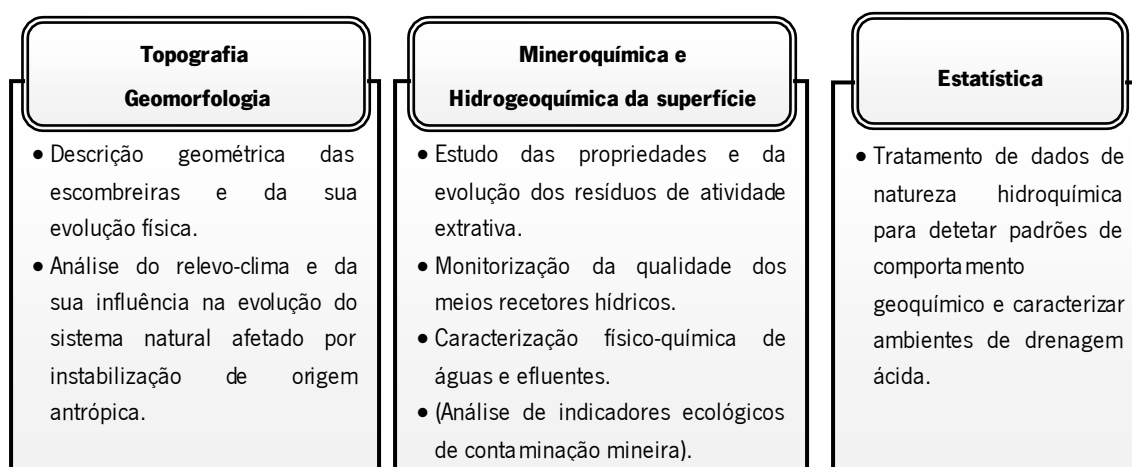 Topografia
Geomorfologia
• Descrição geométrica das
escombreiras e da sua
evolução física.
• Análise do relevo-clima e da
sua influência na evolução do
sistema natural afetado por
instabilização de origem
antrópica.
Mineroquímica e
Hidrogeoquímica da superfície
• Estudo das propriedades e da
evolução dos resíduos de atividade
extrativa.
• Monitorização da qualidade dos
meios recetores hídricos.
• Caracterização físico-química de
águas e efluentes.
• (Análise de indicadores ecológicos
de contaminação mineira).
Estatística
• Tratamento de dados de
natureza hidroquímica
para detetar padrões de
comportamento
geoquímico e caracterizar
ambientes de drenagem
ácida.